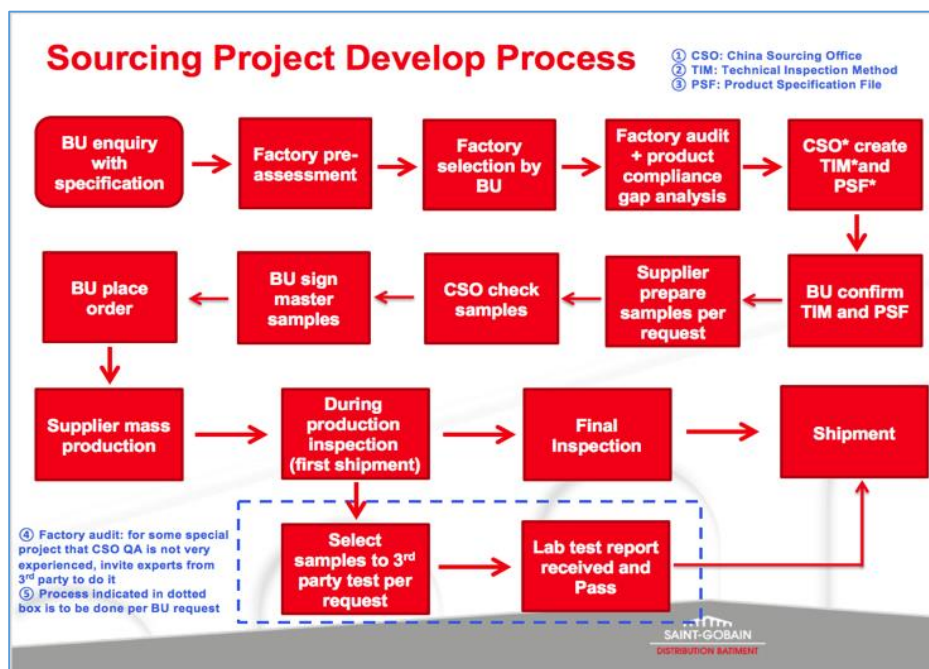 Sourcing Project Develop Process
① CSO: China Sourcing Office
② TIM: Technical Inspection Method
③ PSF: Product Specification File
BU enquiry
with
specification
Factory pre-
assessment
Factory
selection by
BU
Factory audit
+ product
compliance
gap analysis
CSO* create
TIM*and
PSF*
BU place
order
BU sign
master
samples
CSO check
samples
Supplier
prepare
samples per
request
BU confirm
TIM and PSF
Supplier mass
production
During
production
inspection
(first shipment)
Final
Inspection
Shipment
④ Factory audit: for some special
project that CSO QA is not very
experienced, invite experts from
3rd party to do it
⑤ Process indicated in dotted
box is to be done per BU request
Select
samples to 3rd
party test per
request
Lab test report
received and
Pass
SAINT-GOBAIN
DISTRIBUTION BATIMENT